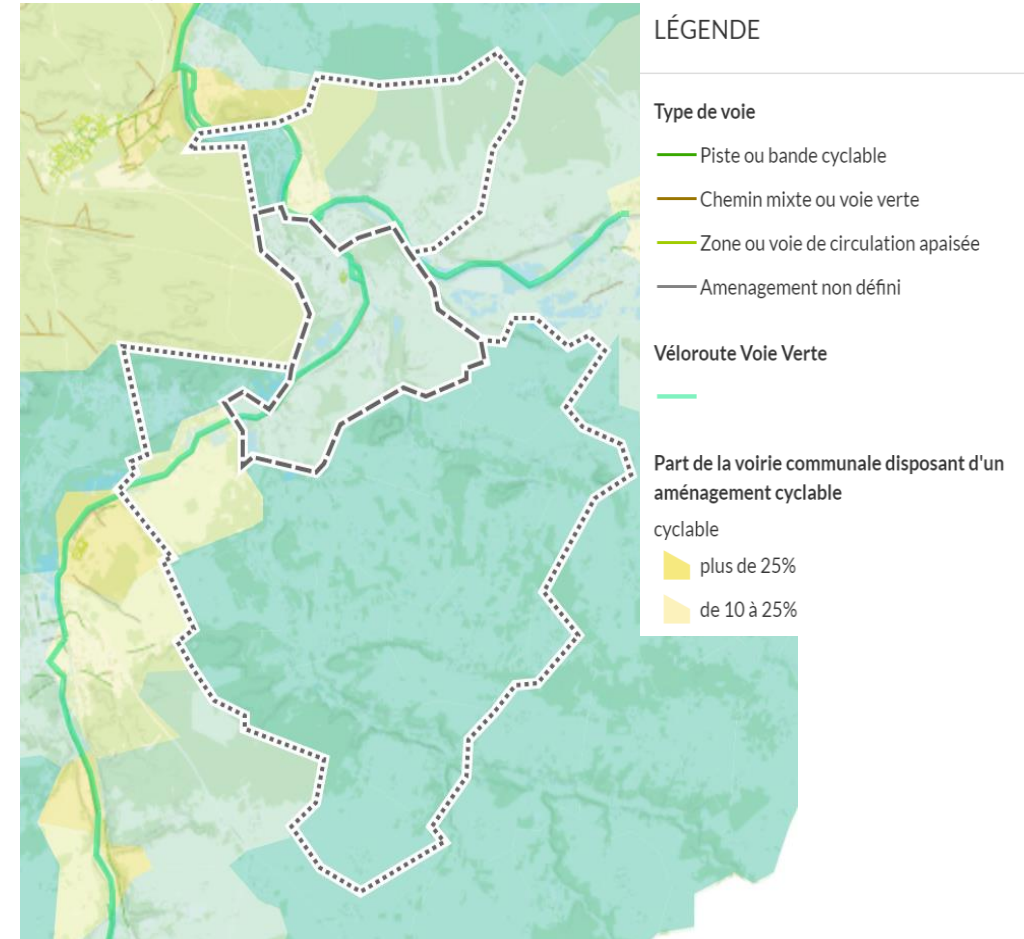 LÉGENDE
Type de voie
Piste ou bande cyclable
Chemin mixte ou voie verte
Zone ou voie de circulation apaisée
Amenagement non défini
Véloroute Voie Verte
Part de la voirie communale disposant d'un
aménagement cyclable
cyclable
plus de 25%
de 10 à 25%